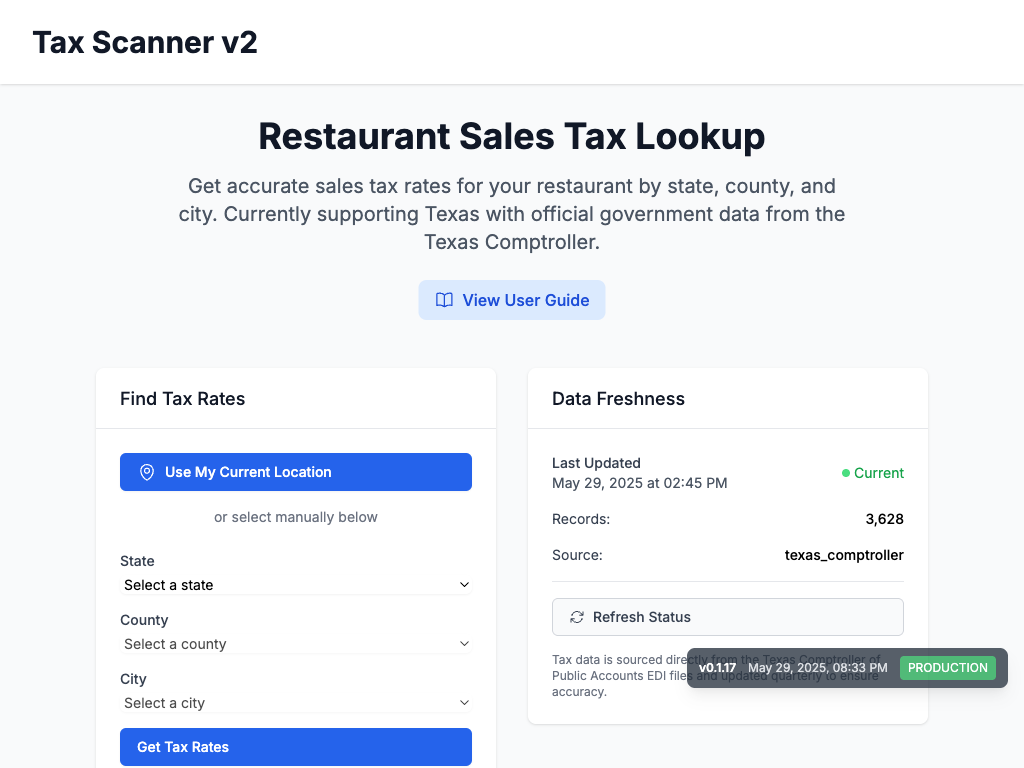 Tax Scanner v2
Restaurant Sales Tax Lookup
Get accurate sales tax rates for your restaurant by state, county, and
city. Currently supporting Texas with official government data from the
Texas Comptroller.
View User Guide
Find Tax Rates
Use My Current Location
or select manually below
State
Select a state
County
Select a county
City
Select a city
Get Tax Rates
Data Freshness
Last Updated
May 29, 2025 at 02:45 PM
Current
Records:
3,628
Source:
texas_comptroller
Refresh Status
Tax data is sourced directly from the Texas Comptroller of
Public Accounts EDI files and updated quarterly to ensure
accuracy.
v0.1.17 May 29, 2025, 08:33 PM PRODUCTION